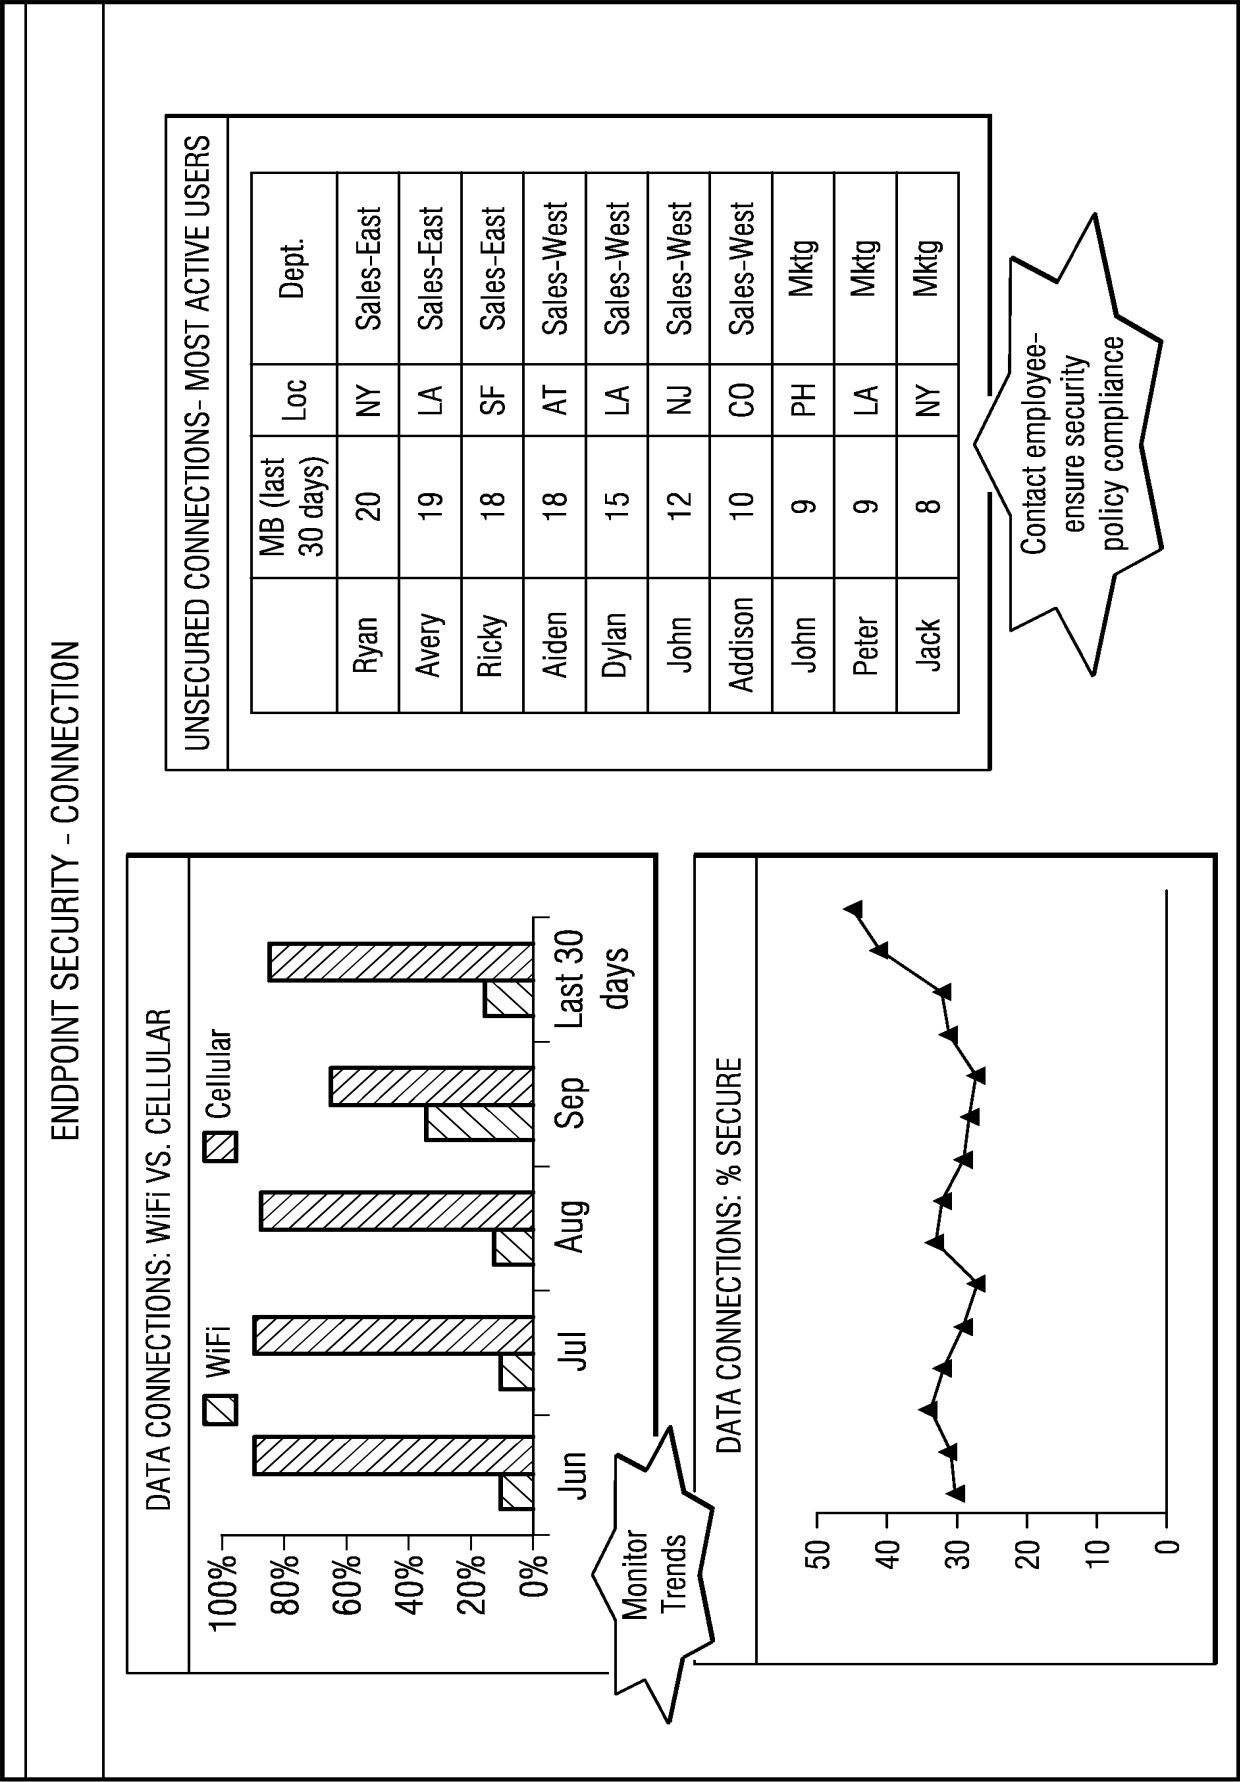 ENDPOINT SECURITY - CONNECTION
DATA CONNECTIONS: WiFi VS. CELLULAR
WiFi Cellular
100%
80%
60%
40%
20%
0%
Jun Jul Aug Sep Last 30
days
Monitor
Trends
DATA CONNECTIONS: % SECURE
50
40
30
20
10
0
UNSECURED CONNECTIONS- MOST ACTIVE USERS
MB (last
30 days) Loc Dept.
Ryan 20 NY Sales-East
Avery 19 LA Sales-East
Ricky 18 SF Sales-East
Aiden 18 AT Sales-West
Dylan 15 LA Sales-West
John 12 NJ Sales-West
Addison 10 CO Sales-West
John 9 PH Mktg
Peter 9 LA Mktg
Jack 8 NY Mktg
Contact employee-
ensure security
policy compliance